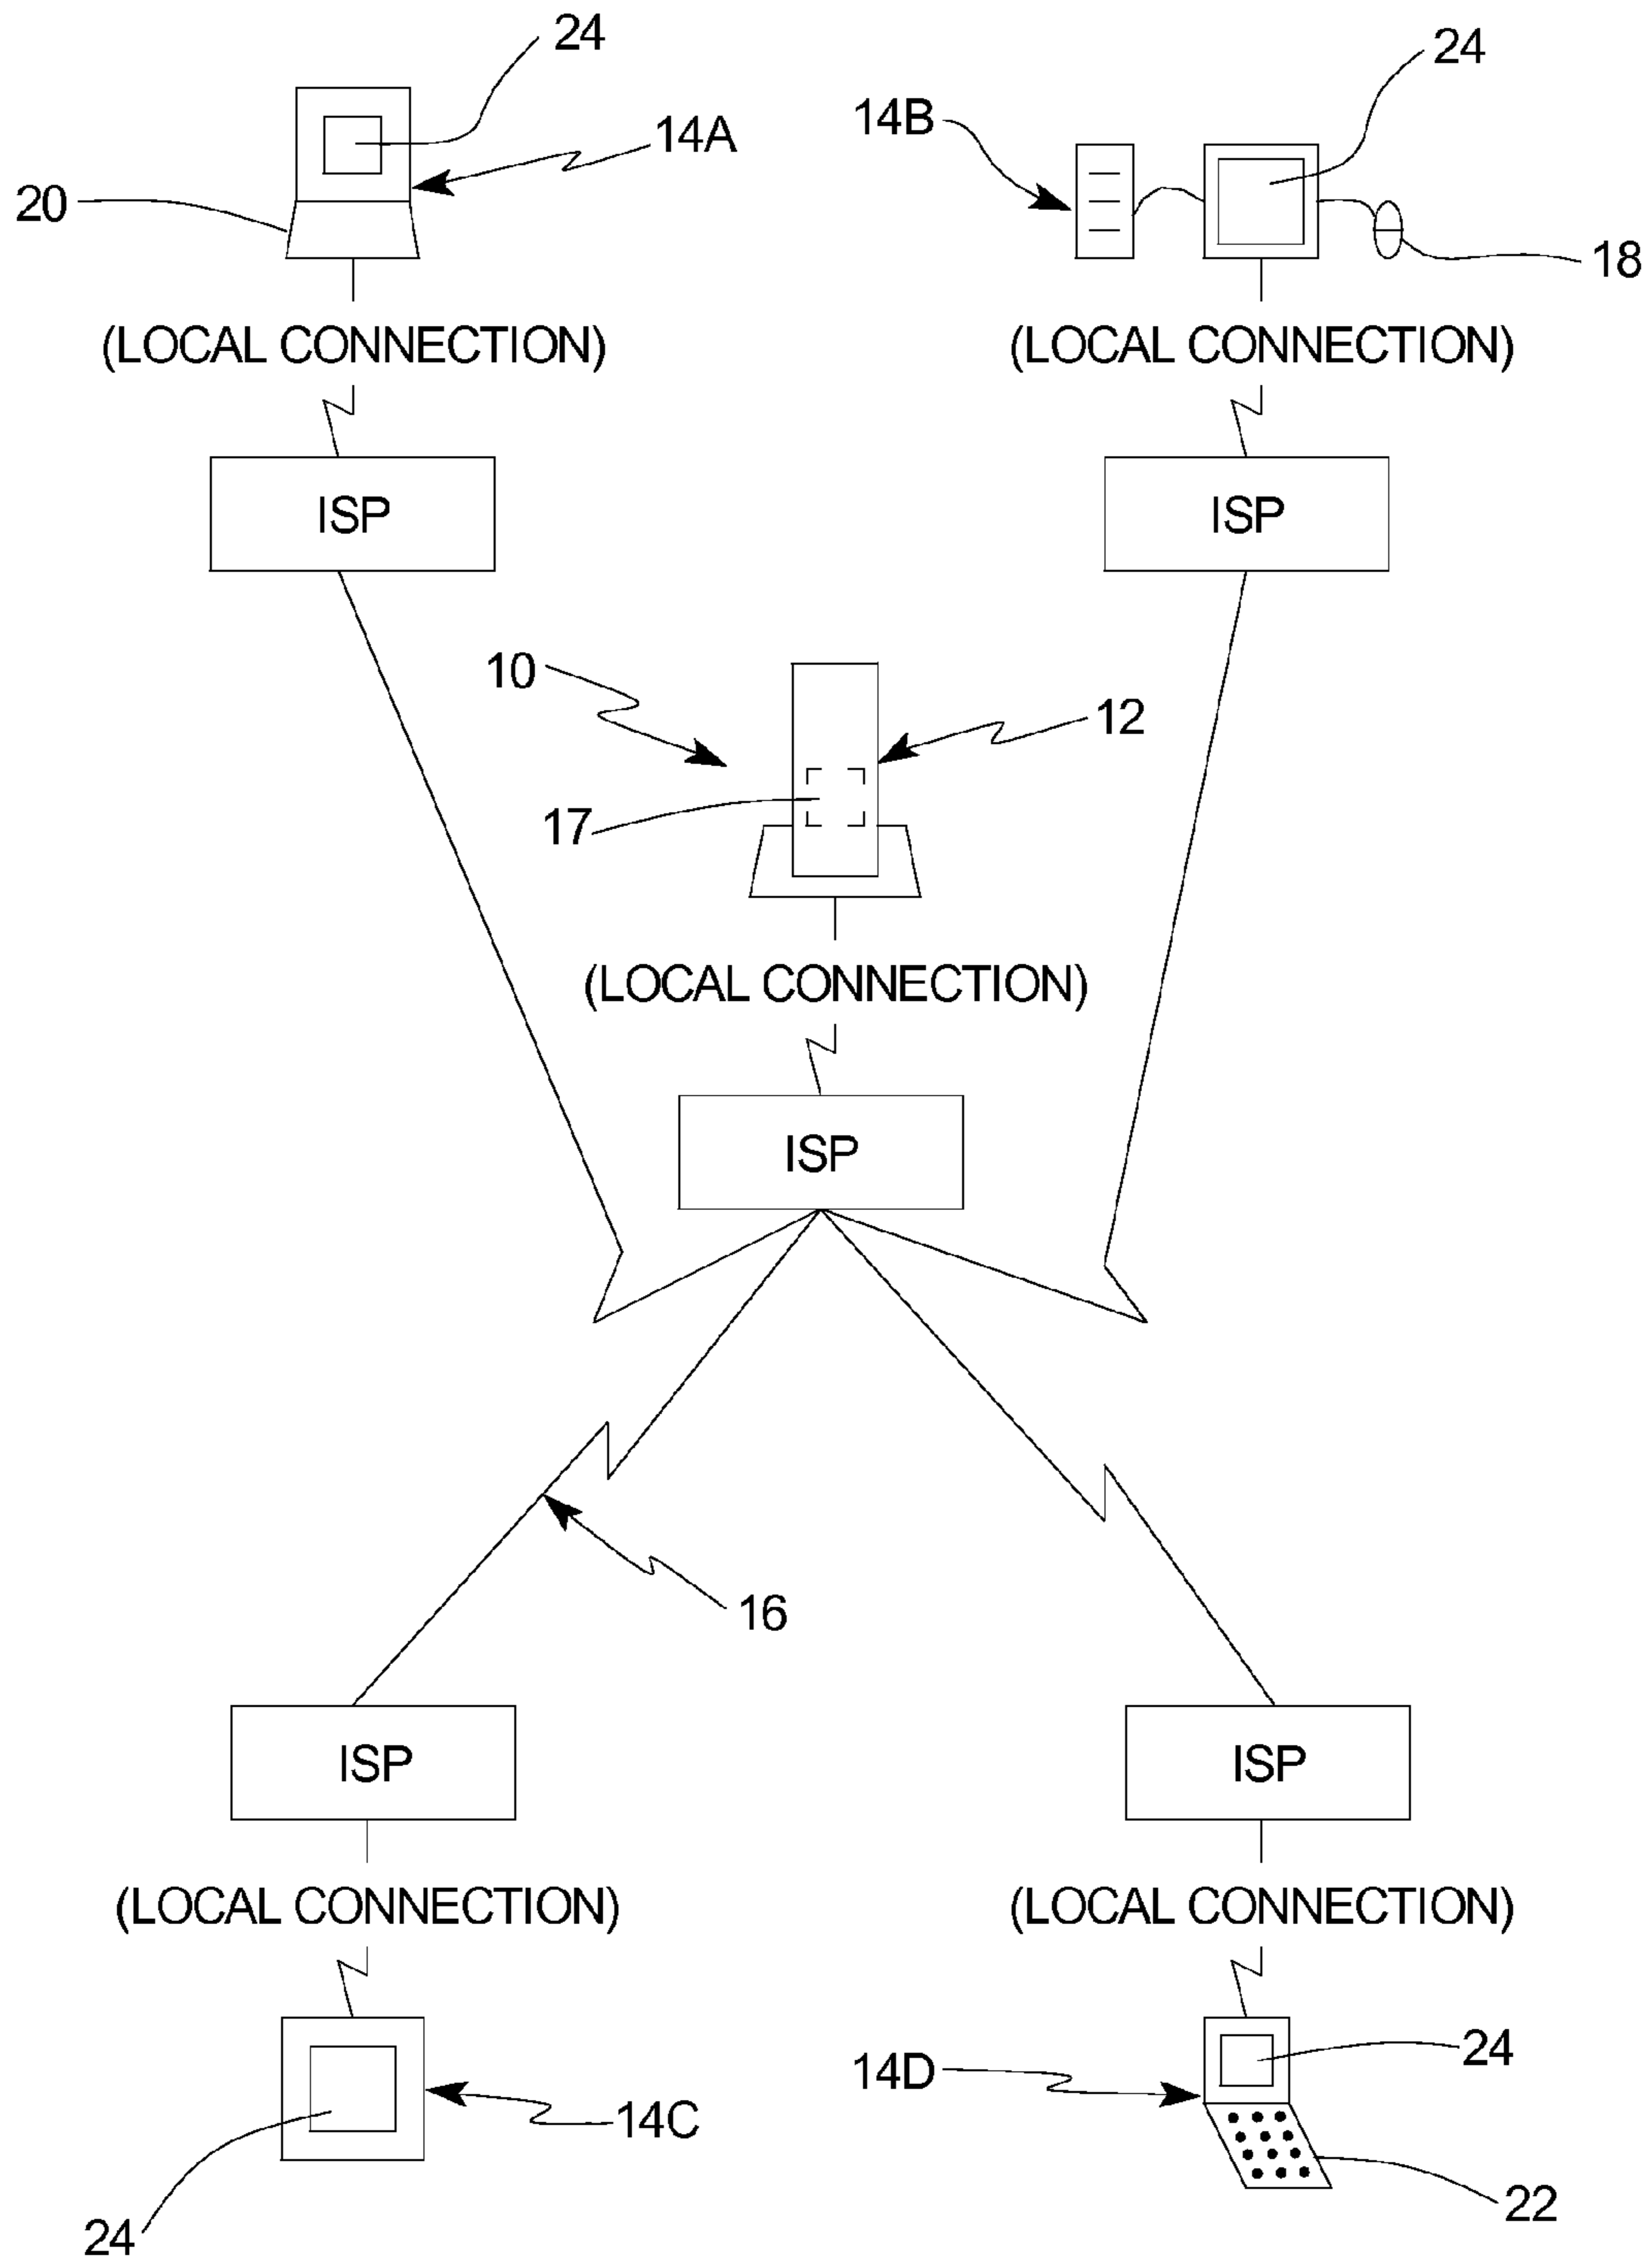 24
24
14A
14B
20
18
(LOCAL CONNECTION)
(LOCAL CONNECTION)
ISP
ISP
10
12
17
(LOCAL CONNECTION)
ISP
16
ISP
ISP
(LOCAL CONNECTION)
(LOCAL CONNECTION)
24
14D
14C
22
24